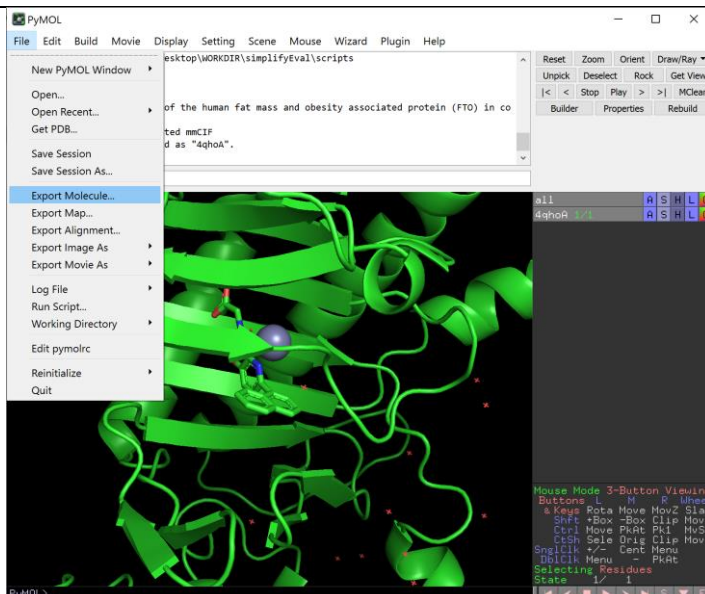 PyMOL
File Edit Build Movie Display Setting Scene Mouse Wizard Plugin Help
New PyMOL Window
Open...
Open Recent...
Get PDB...
Save Session
Save Session As...
Export Molecule...
Export Map...
Export Alignment...
Export Image As
Export Movie As
Log File
Run Script...
Working Directory
Edit pymolrc
Reinitialize
Quit
esktop\WORKDIR\simplifyEval\scripts
of the human fat mass and obesity associated protein (FTO) in co
ted mmCIF
d as "4qhoA".
Reset Zoom Orient Draw/Ray
Unpick Deselect Rock Get View
|< < Stop Play > >| MClear
Builder Properties Rebuild
all A S H L
4qhoA 1/1 A S H L
Mouse Mode 3-Button Viewin
Buttons L M R Whee
& Keys Rota Move MovZ Sla
Shft +Box -Box Clip Mov
Ctrl Move PkAt Pk1 MvS
CtSh Sele Orig Clip Mov
SnglClk +/- Cent Menu
DblClk Menu - PkAt
Selecting Residues
State 1/ 1
PyMOL>